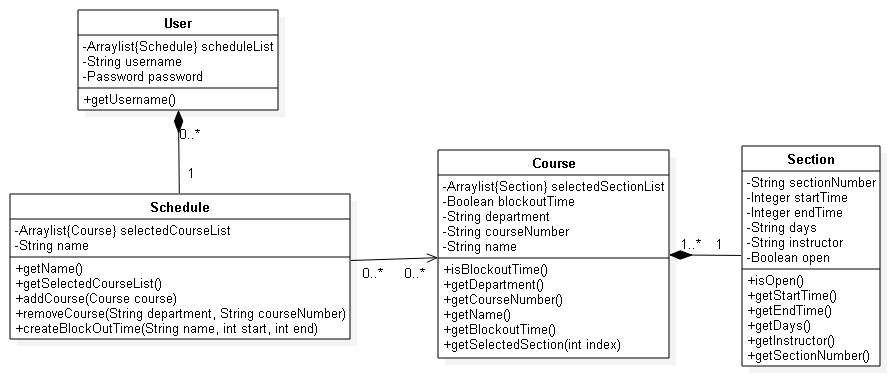 User
-Arraylist{Schedule} scheduleList
-String username
-Password password
+getUsername()
0..*
1
Schedule
-Arraylist{Course} selectedCourseList
-String name
+getName()
+getSelectedCourseList()
+addCourse(Course course)
+removeCourse(String department, String courseNumber)
+createBlockOutTime(String name, int start, int end)
0..*
0..*
Course
-Arraylist{Section} selectedSectionList
-Boolean blockoutTime
-String department
-String courseNumber
-String name
+isBlockoutTime()
+getDepartment()
+getCourseNumber()
+getName()
+getBlockoutTime()
+getSelectedSection(int index)
1..*
1
Section
-String sectionNumber
-Integer startTime
-Integer endTime
-String days
-String instructor
-Boolean open
+isOpen()
+getStartTime()
+getEndTime()
+getDays()
+getInstructor()
+getSectionNumber()